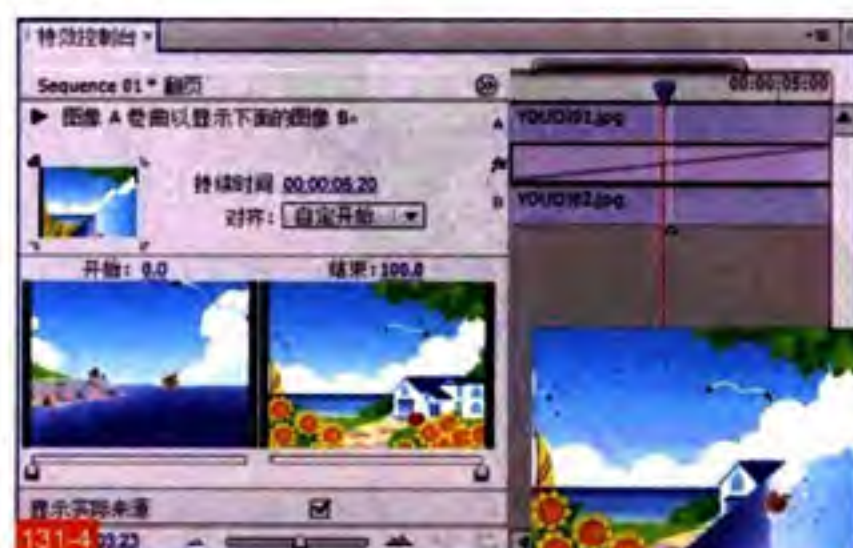 特效控制台 ×
Sequence 01 * 翻页
00:00:05:00
▶ 图像 A 卷曲以显示下面的图像 B。
A YOUDI01.jpg
fx
持续时间 00:00:06:20
B YOUDI02.jpg
对齐: 自定开始
开始: 0.0 结束: 100.0
显示实际来源
131-4 03:23